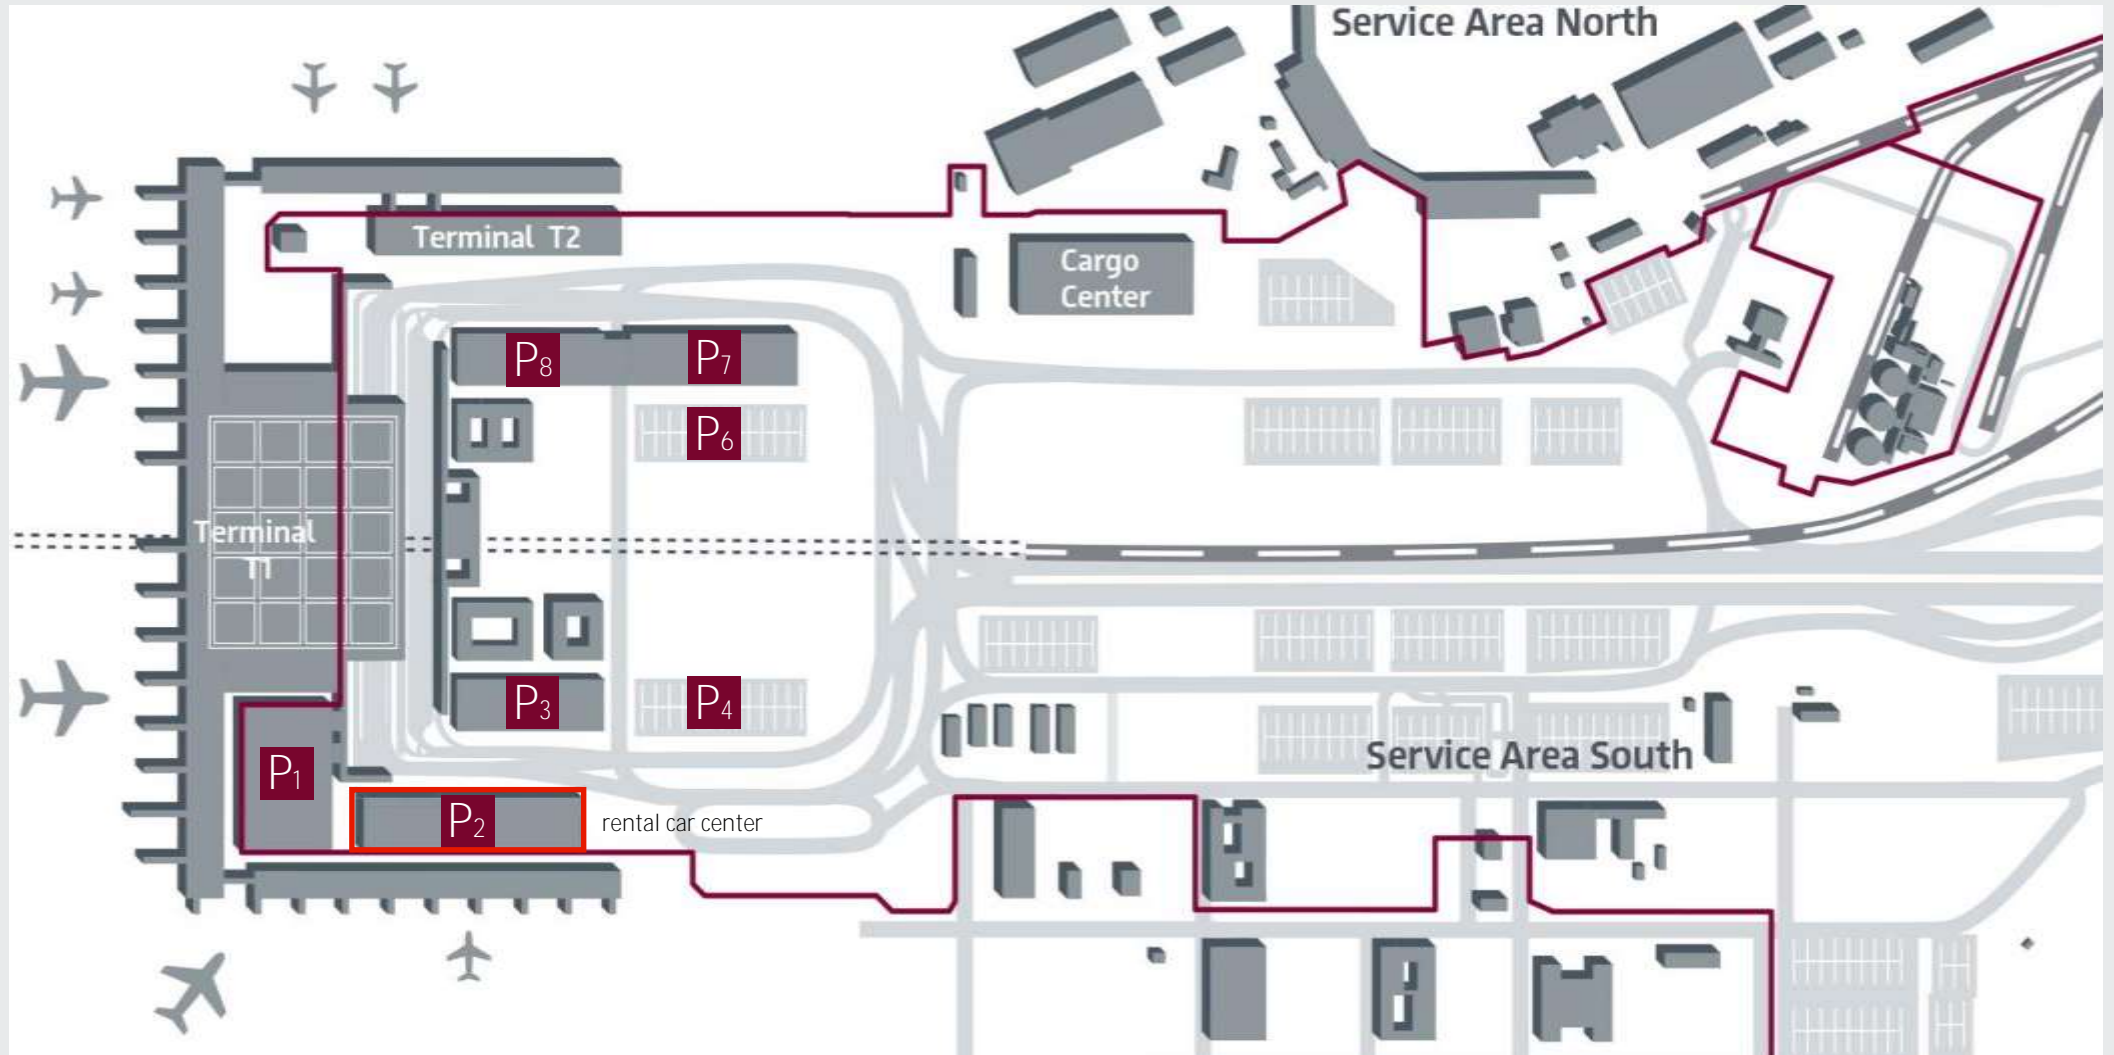 Service Area North
Terminal T2
Cargo
Center
P8
P7
P6
Terminal
T1
P3
P4
Service Area South
P1
P2
rental car center